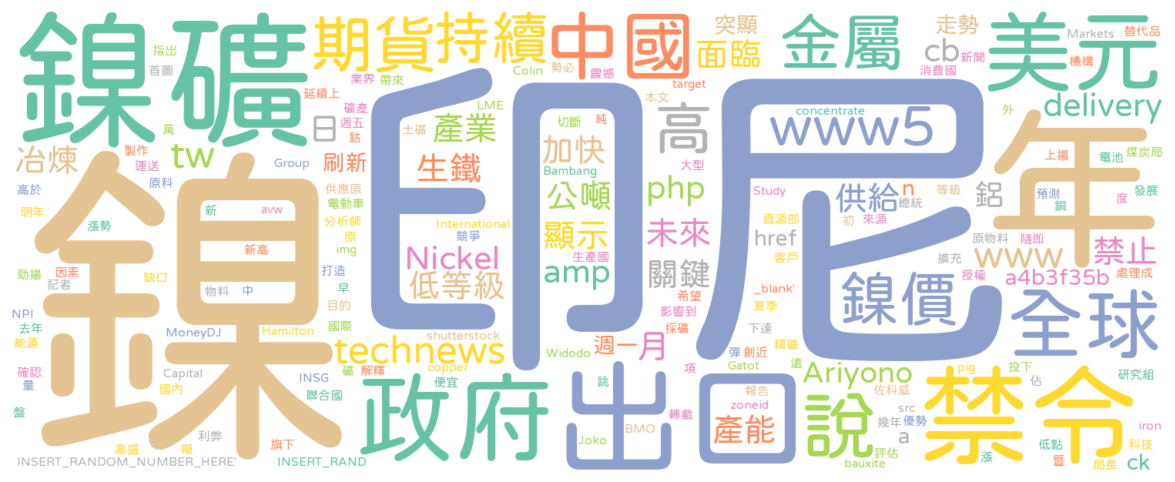 鎳礦
期貨
持續
中國
金屬
美元
突顯
走勢
Markets
替代品
指出
首圖
業界
帶來
Colin
勢必
震撼
面臨
cb
新聞
消費國
機構
延續上
礦產
LME
target
本文
delivery
萬
週五
鈷
土礦
產業
切斷
純
高
concentrate
www5
外
日
冶煉
tw
製作
運送
Group
刷新
生鐵
加快
Bambang
大型
上揚
電池
煤炭局
高於
原料
供應原
電動車
公噸
php
Study
供給
n
等級
鋁
年
預測
銅
度
發展
明年
新
avw
分析師
International
競爭
顯示
未來
資源部
初
總統
來源
漲勢
原
img
Nickel
生產國
href
客戶
原物料
隨即
禁止
勁揚
因素
記者
缺口
新高
打造
低等級
amp
關鍵
希望
_blank'
擴充
www
授權
a4b3f35b
處理成
物料
中
早
目的
印尼
影響到
夏季
鎳價
NPI
去年
能源
MoneyDJ
Hamilton
國際
shutterstock
採礦
下達
全球
確認
量
鎳
Capital
國內
INSG
聯合國
礦
解釋
technews
copper
便宜
Widodo
週一
月
項
彈
創近
Gatot
精礦
遠
盤
利弊
政府
出口
跳
Ariyono
pig
投下
佔
研究組
佐科威
報告
zoneid
轉載
產能
說
src
幾年
優勢
a
禁令
iron
高盛
噸
旗下
Joko
BMO
bauxite
評估
低點
暨
漲
科技
局長
ck
INSERT_RANDOM_NUMBER_HERE'
INSERT_RAND